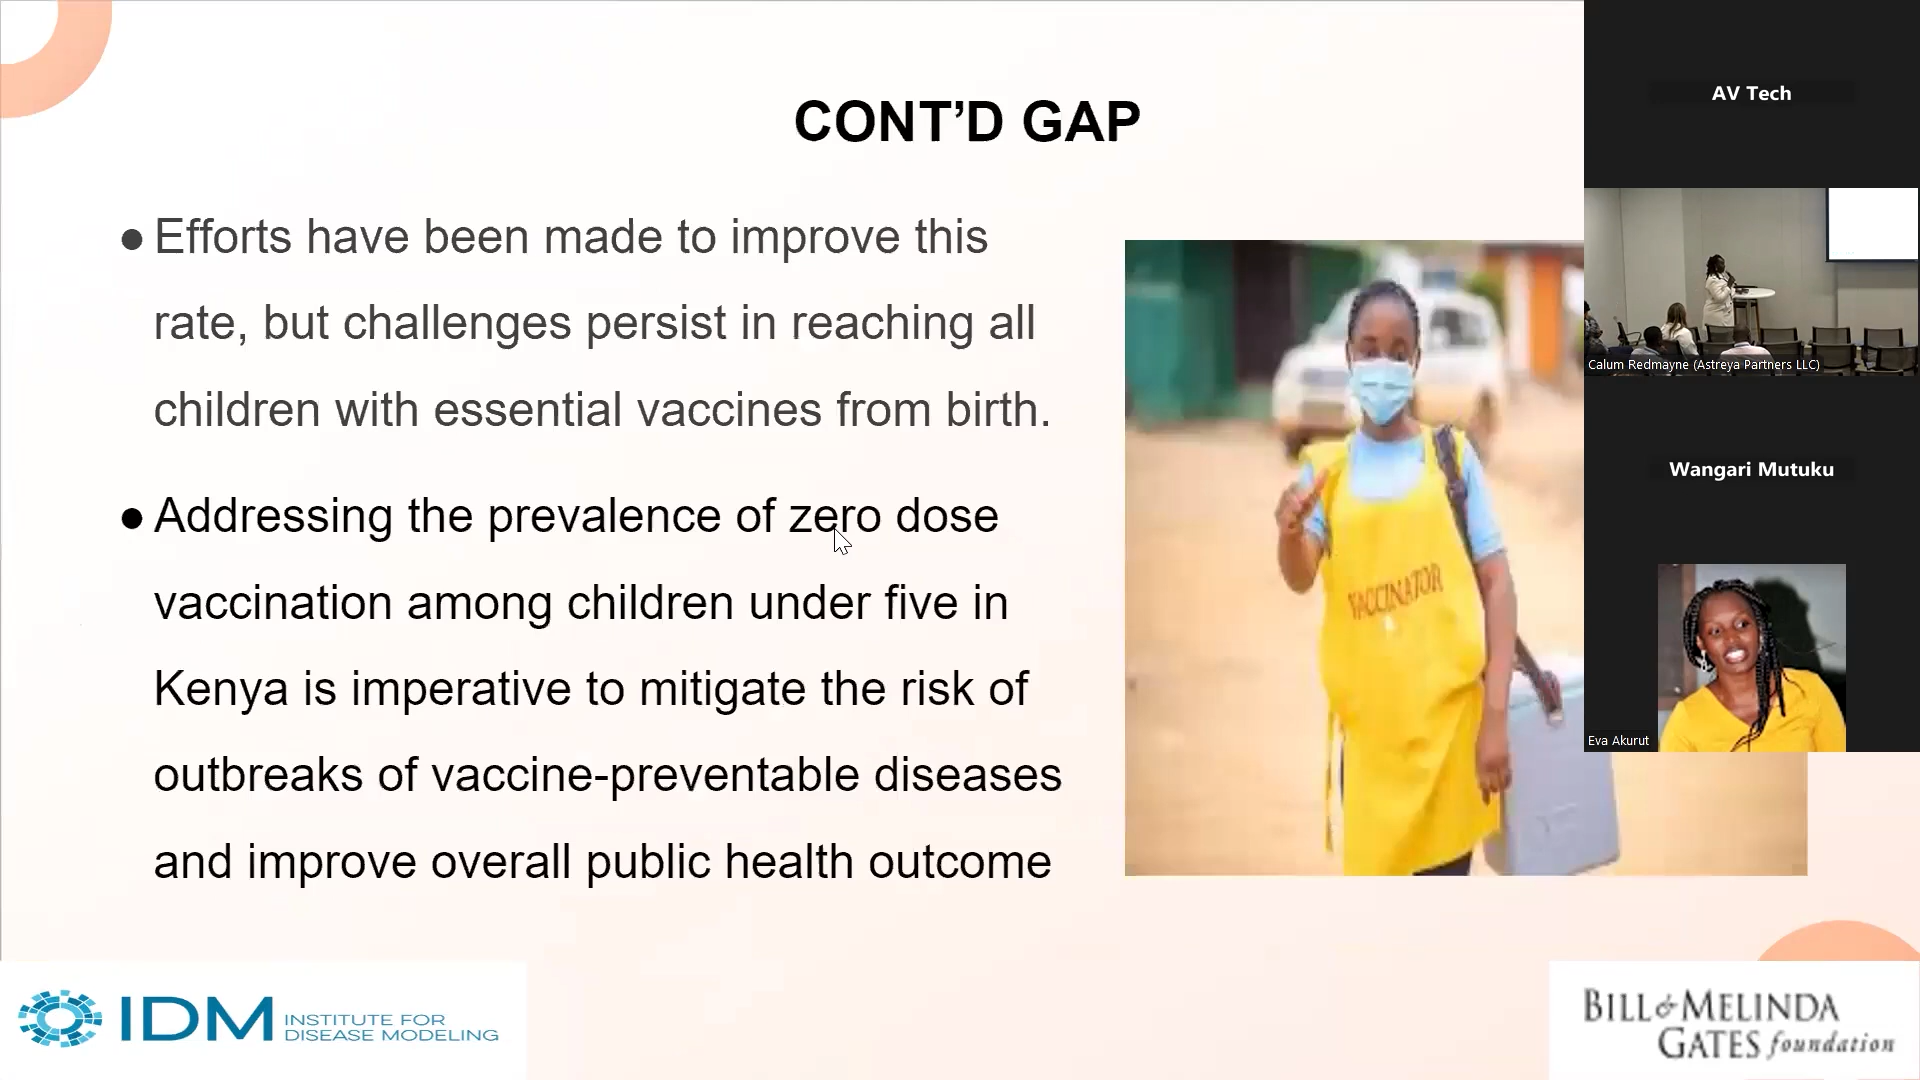 CONT’D GAP
● Efforts have been made to improve this
rate, but challenges persist in reaching all
children with essential vaccines from birth.
● Addressing the prevalence of zero dose
vaccination among children under five in
Kenya is imperative to mitigate the risk of
outbreaks of vaccine-preventable diseases
and improve overall public health outcome
VACCINATOR
AV Tech
Calum Redmayne (Astreya Partners LLC)
Wangari Mutuku
Eva Akurut
IDM INSTITUTE FOR
DISEASE MODELING
BILL & MELINDA
GATES foundation